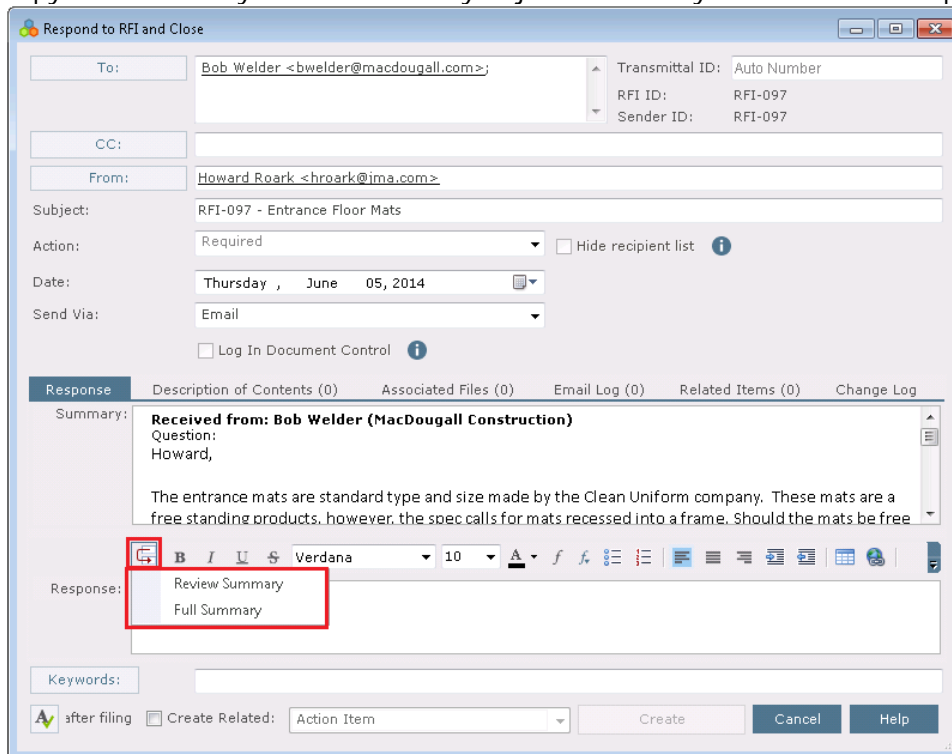 Respond to RFI and Close
To: Bob Welder <bwelder@macdougall.com>; Transmittal ID: Auto Number
RFI ID: RFI-097
Sender ID: RFI-097
CC:
From: Howard Roark <hroark@jma.com>
Subject: RFI-097 - Entrance Floor Mats
Action: Required Hide recipient list
Date: Thursday , June 05, 2014
Send Via: Email
Log In Document Control
Response Description of Contents (0) Associated Files (0) Email Log (0) Related Items (0) Change Log
Summary: Received from: Bob Welder (MacDougall Construction)
Question:
Howard,
The entrance mats are standard type and size made by the Clean Uniform company. These mats are a
free standing products, however, the spec calls for mats recessed into a frame. Should the mats be free
B I U S Verdana 10 A
Response: Review Summary
Full Summary
Keywords:
after filing Create Related: Action Item Create Cancel Help